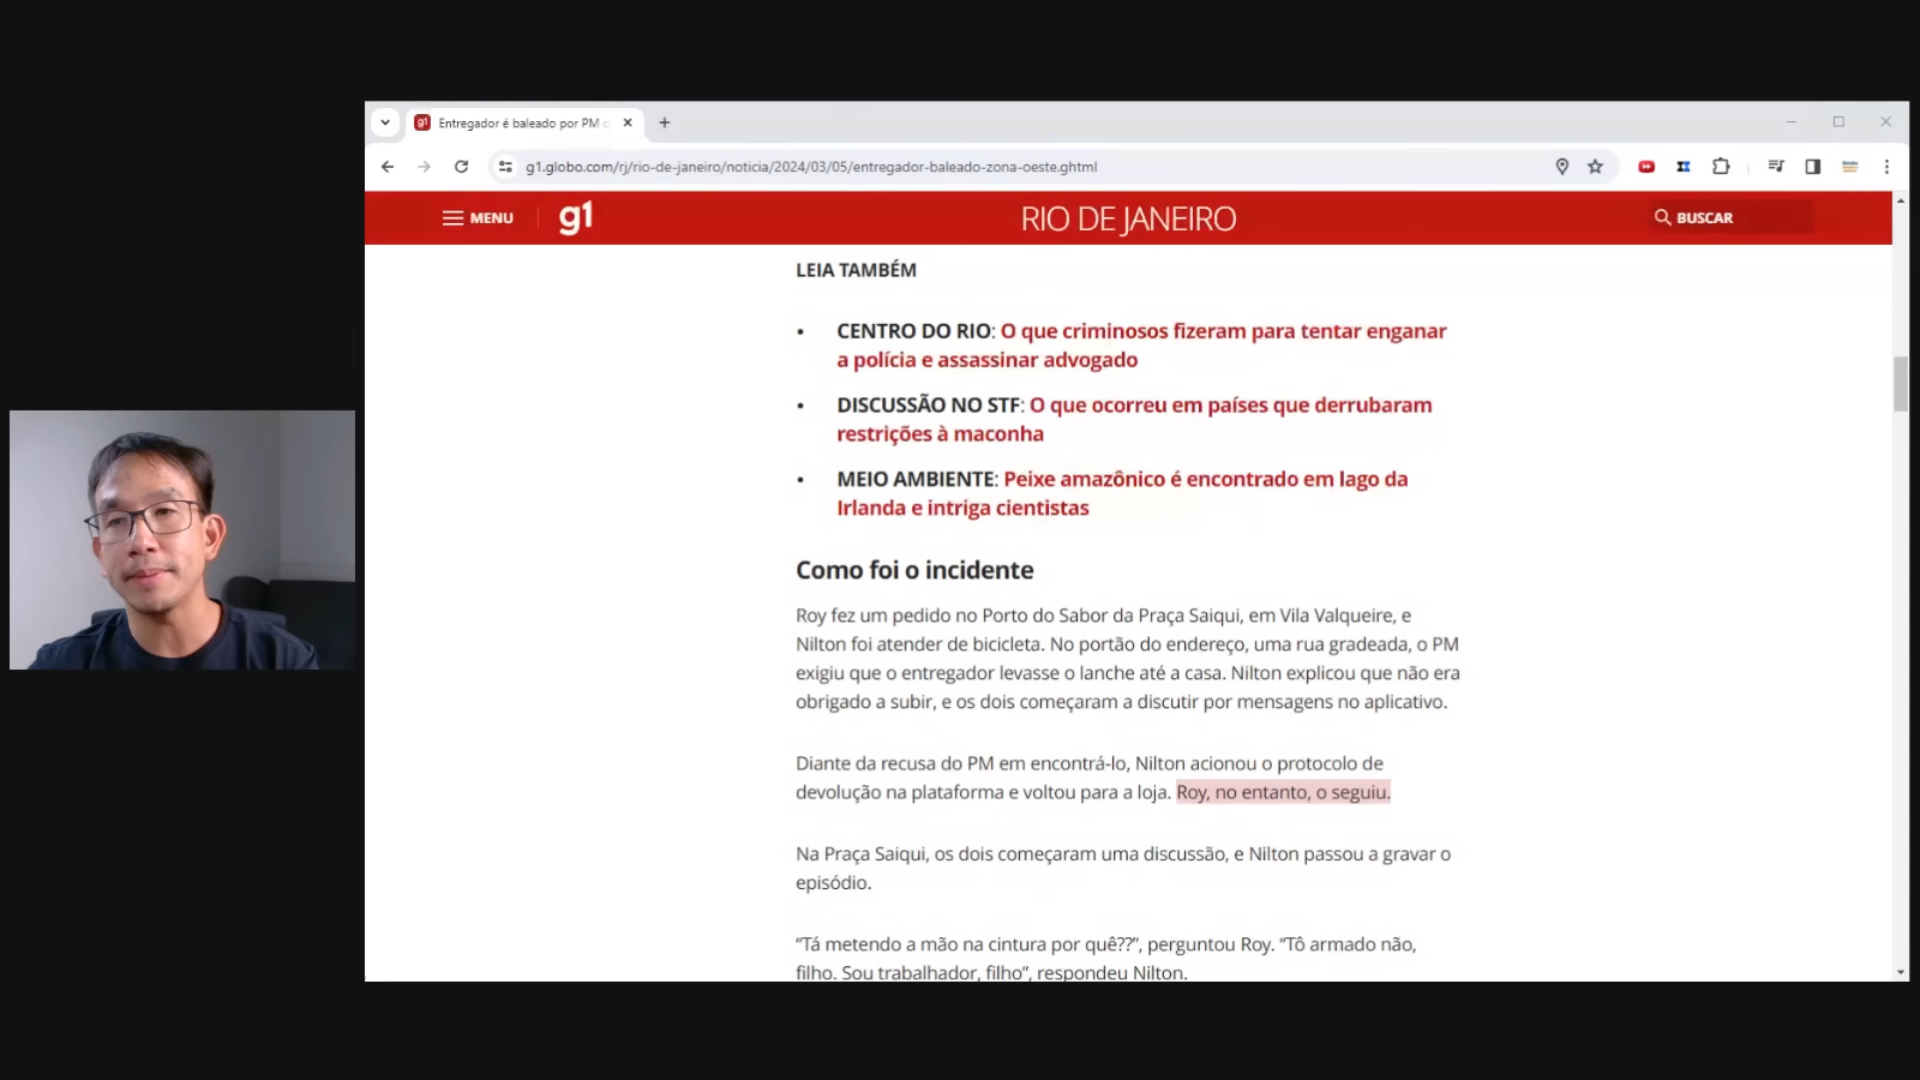 g1 Entregador é baleado por PM
g1.globo.com/rj/rio-de-janeiro/noticia/2024/03/05/entregador-baleado-zona-oeste.ghtml
MENU g1 RIO DE JANEIRO BUSCAR
LEIA TAMBÉM
• CENTRO DO RIO: O que criminosos fizeram para tentar enganar
a polícia e assassinar advogado
• DISCUSSÃO NO STF: O que ocorreu em países que derrubaram
restrições à maconha
• MEIO AMBIENTE: Peixe amazônico é encontrado em lago da
Irlanda e intriga cientistas
Como foi o incidente
Roy fez um pedido no Porto do Sabor da Praça Saiqui, em Vila Valqueire, e
Nilton foi atender de bicicleta. No portão do endereço, uma rua gradeada, o PM
exigiu que o entregador levasse o lanche até a casa. Nilton explicou que não era
obrigado a subir, e os dois começaram a discutir por mensagens no aplicativo.
Diante da recusa do PM em encontrá-lo, Nilton acionou o protocolo de
devolução na plataforma e voltou para a loja. Roy, no entanto, o seguiu.
Na Praça Saiqui, os dois começaram uma discussão, e Nilton passou a gravar o
episódio.
“Tá metendo a mão na cintura por quê??”, perguntou Roy. “Tô armado não,
filho. Sou trabalhador, filho”, respondeu Nilton.